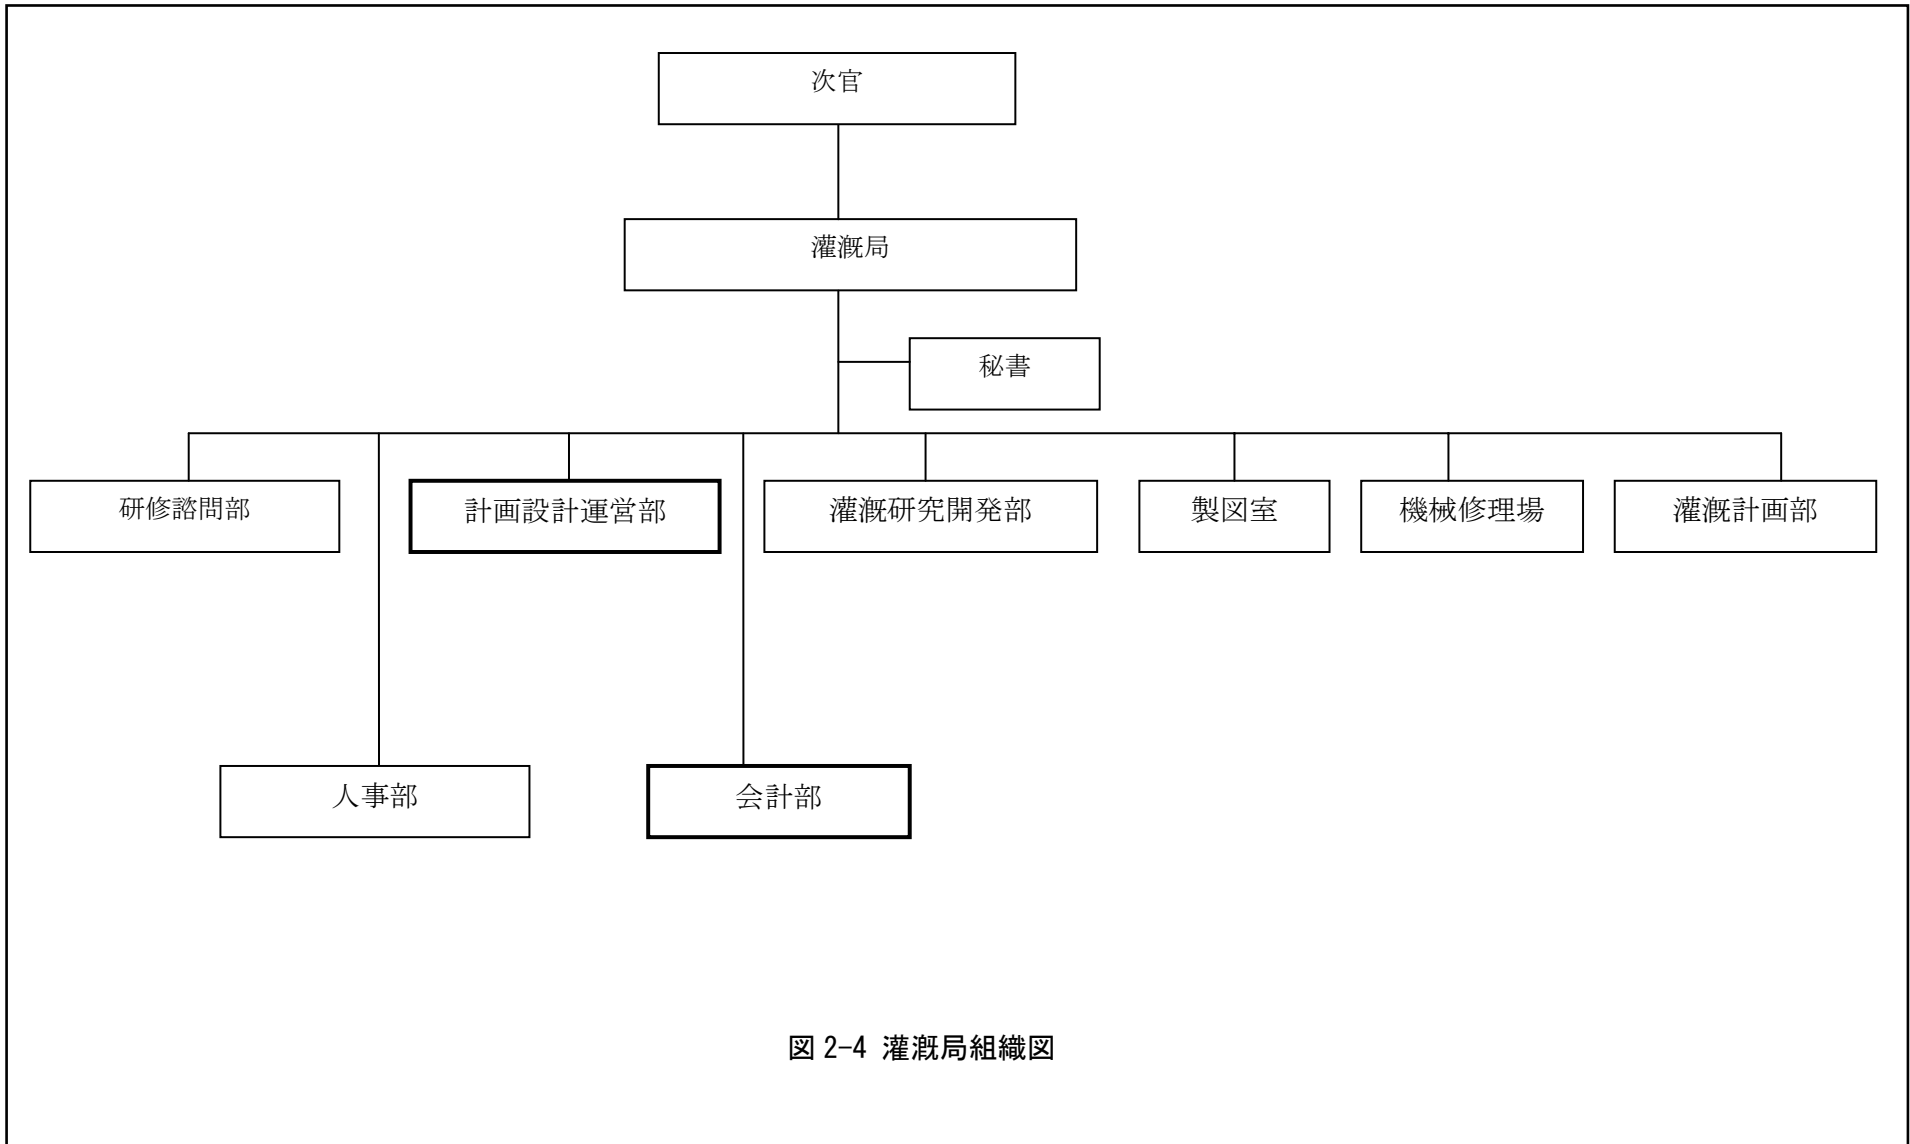 次官
灌漑局
秘書
研修諮問部
計画設計運営部
灌漑研究開発部
製図室
機械修理場
灌漑計画部
人事部
会計部
図 2-4 灌漑局組織図